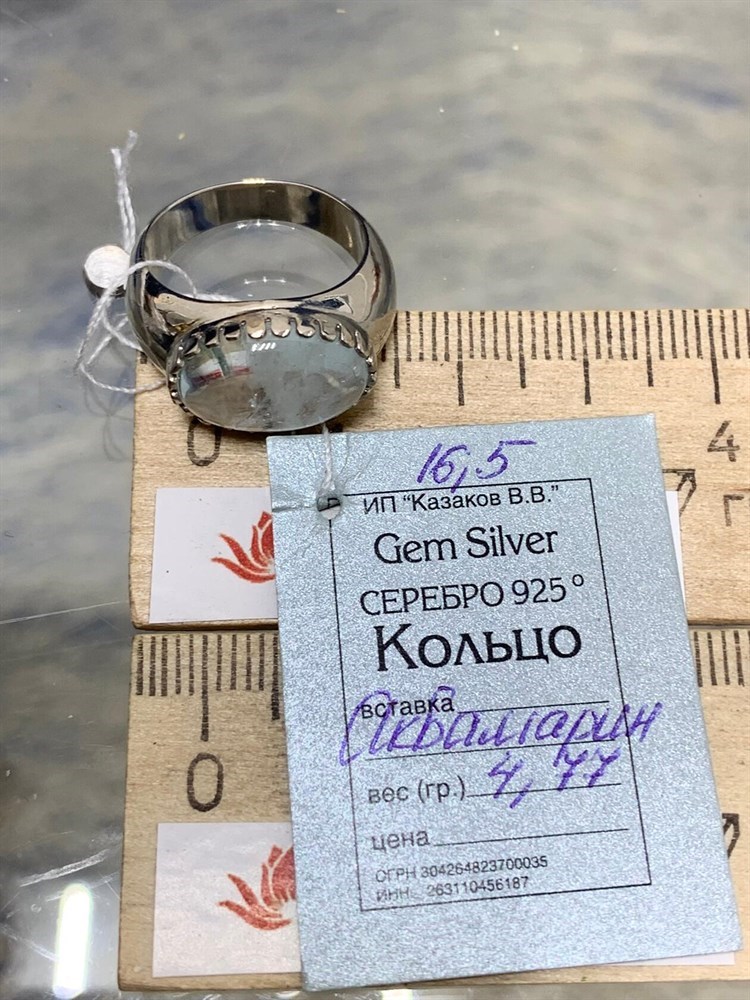 0
4
Г
16,5
ИП "Казаков В.В."
Gem Silver
СЕРЕБРО 925°
Кольцо
вставка
Аквамарин
вес (гр.) 4,77
цена
ОГРН 304264823700035
ИНН 263110456187
0